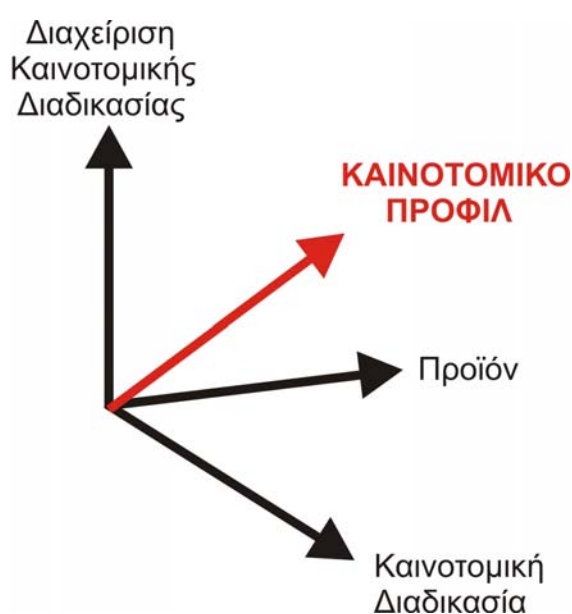 Διαχείριση
Καινοτομικής
Διαδικασίας
ΚΑΙΝΟΤΟΜΙΚΟ
ΠΡΟΦΙΛ
Προϊόν
Καινοτομική
Διαδικασία